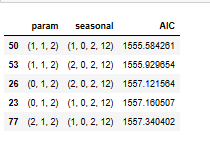 param seasonal AIC
50 (1, 1, 2) (1, 0, 2, 12) 1555.584261
53 (1, 1, 2) (2, 0, 2, 12) 1555.929654
26 (0, 1, 2) (2, 0, 2, 12) 1557.121564
23 (0, 1, 2) (1, 0, 2, 12) 1557.160507
77 (2, 1, 2) (1, 0, 2, 12) 1557.340402